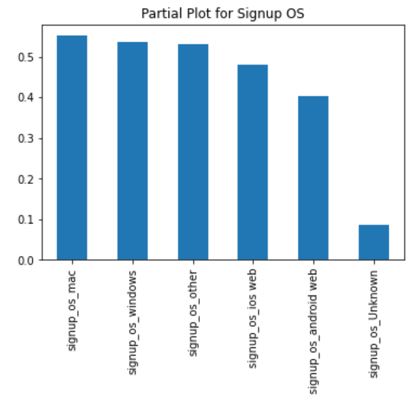 Partial Plot for Signup OS
0.5
0.4
0.3
0.2
0.1
0.0
signup_os_mac
signup_os_windows
signup_os_other
signup_os_ios web
signup_os_android web
signup_os_Unknown